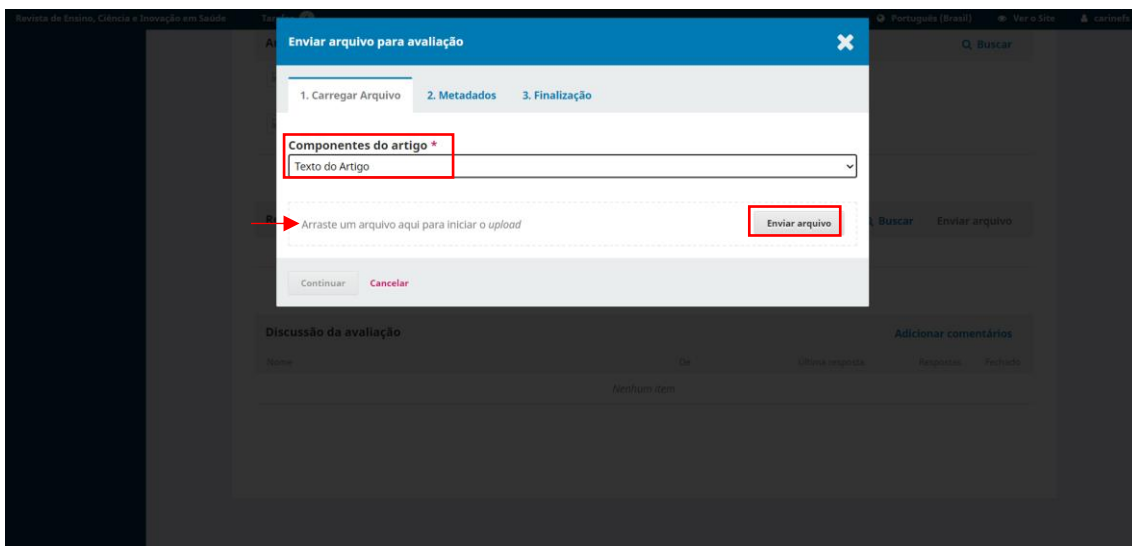 Revista de Ensino, Ciência e Inovação em Saúde
Português (Brasil)
Ver o Site
carinefs
Enviar arquivo para avaliação
Buscar
1. Carregar Arquivo
2. Metadados
3. Finalização
Componentes do artigo *
Texto do Artigo
Arraste um arquivo aqui para iniciar o upload
Enviar arquivo
Buscar
Enviar arquivo
Continuar
Cancelar
Discussão da avaliação
Adicionar comentários
Nome
De
Última resposta
Respostas
Fechado
Nenhum item